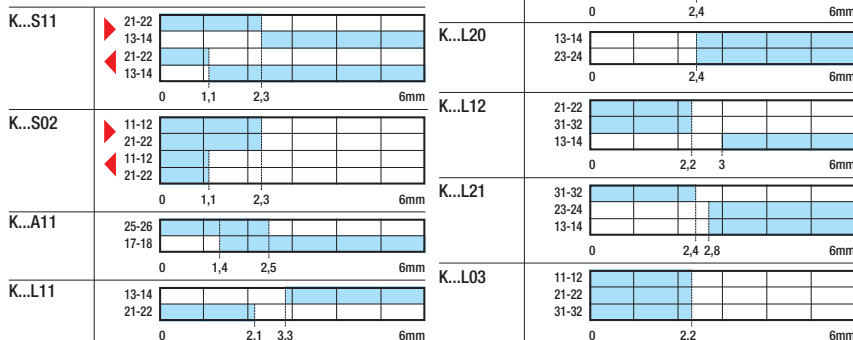 K...S11
21-22
13-14
21-22
13-14
0 1,1 2,3 6mm
K...S02
11-12
21-22
11-12
21-22
0 1,1 2,3 6mm
K...A11
25-26
17-18
0 1,4 2,5 6mm
K...L11
13-14
21-22
0 2,1 3,3 6mm
0 2,4 6mm
K...L20
13-14
23-24
0 2,4 6mm
K...L12
21-22
31-32
13-14
0 2,2 3 6mm
K...L21
31-32
23-24
13-14
0 2,4 2,8 6mm
K...L03
11-12
21-22
31-32
0 2,2 6mm